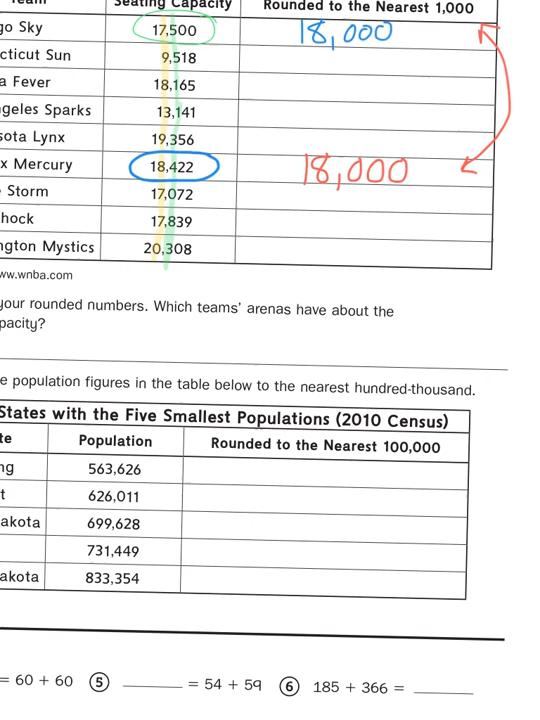 Team Seating Capacity Rounded to the Nearest 1,000
go Sky 17,500 18,000
cticut Sun 9,518
a Fever 18,165
ngeles Sparks 13,141
sota Lynx 19,356
x Mercury 18,422 18,000
Storm 17,072
hock 17,839
ngton Mystics 20,308
ww.wnba.com
your rounded numbers. Which teams’ arenas have about the
pacity?
e population figures in the table below to the nearest hundred-thousand.
States with the Five Smallest Populations (2010 Census)
te Population Rounded to the Nearest 100,000
ng 563,626
t 626,011
akota 699,628
731,449
akota 833,354
= 60 + 60 5 ______ = 54 + 59 6 185 + 366 = ______